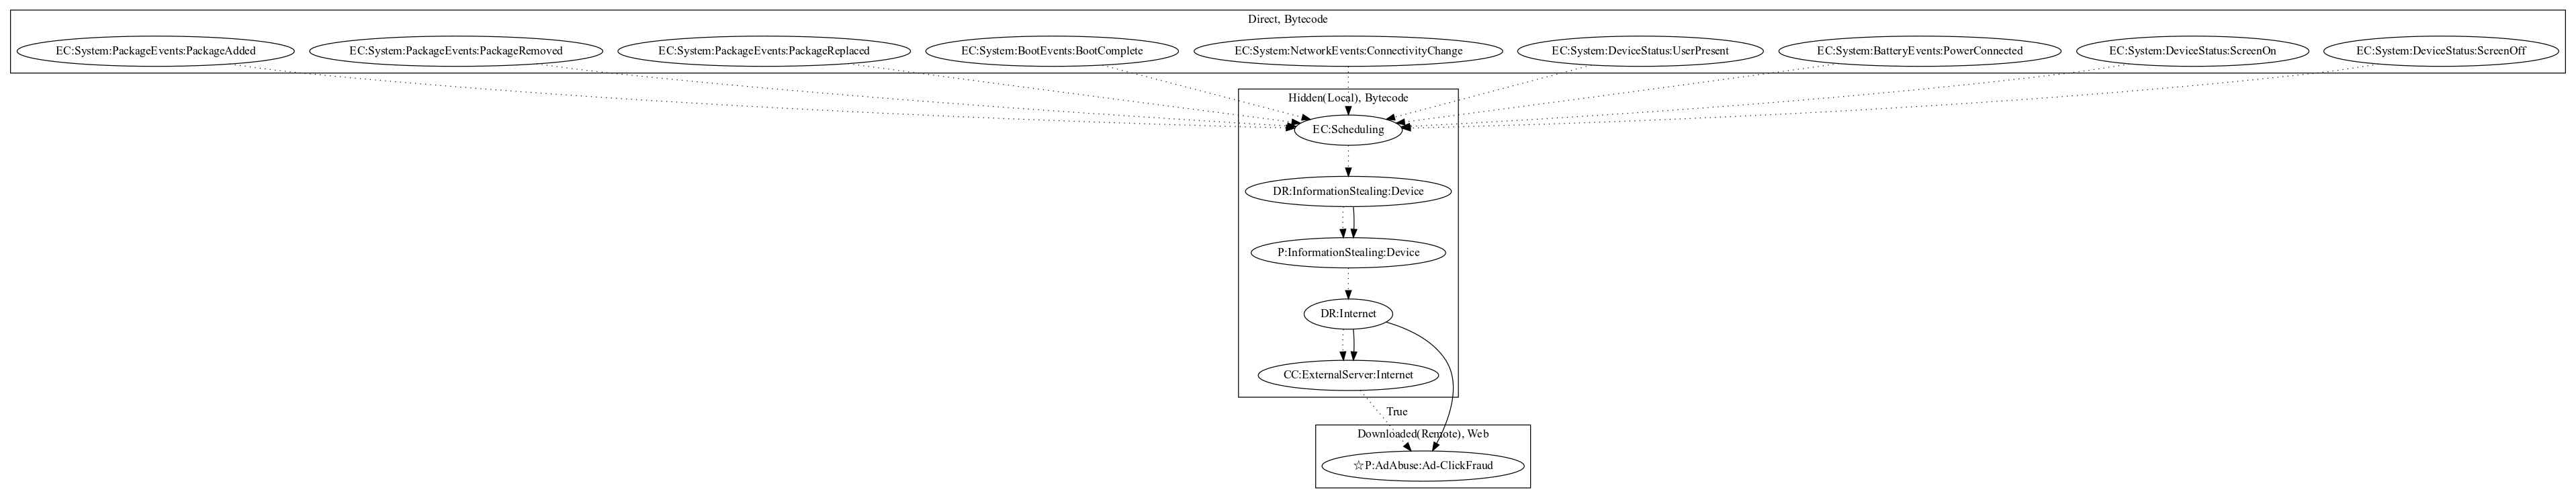 Direct, Bytecode
EC:System:PackageEvents:PackageAdded
EC:System:PackageEvents:PackageRemoved
EC:System:PackageEvents:PackageReplaced
EC:System:BootEvents:BootComplete
EC:System:NetworkEvents:ConnectivityChange
EC:System:DeviceStatus:UserPresent
EC:System:BatteryEvents:PowerConnected
EC:System:DeviceStatus:ScreenOn
EC:System:DeviceStatus:ScreenOff
Hidden(Local), Bytecode
EC:Scheduling
DR:InformationStealing:Device
P:InformationStealing:Device
DR:Internet
CC:ExternalServer:Internet
True
Downloaded(Remote), Web
☆P:AdAbuse:Ad-ClickFraud